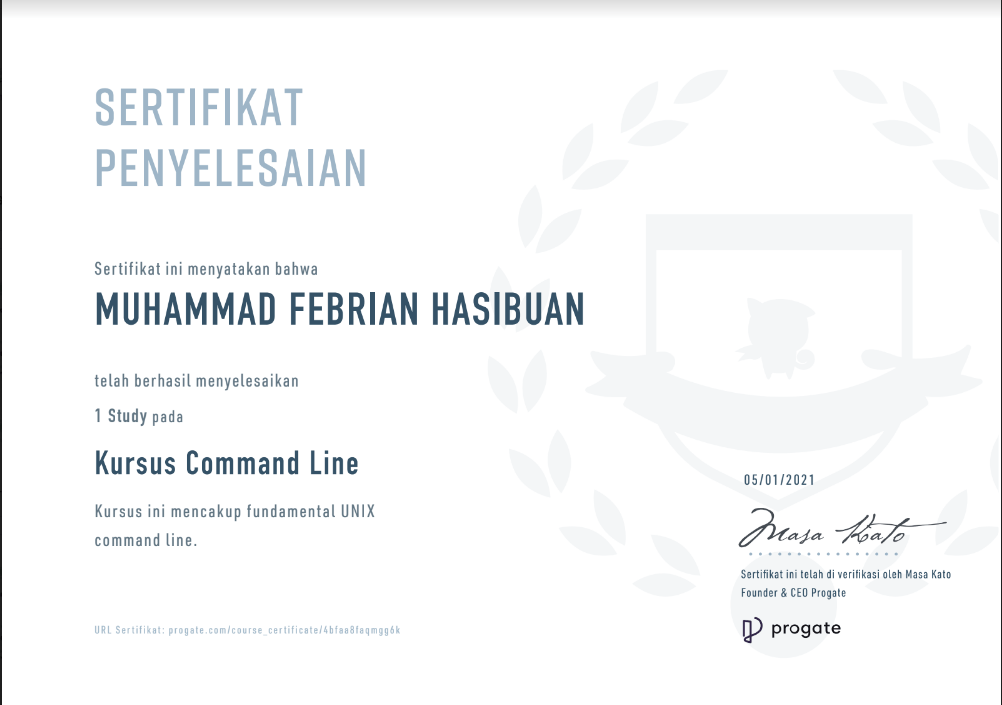 SERTIFIKAT
PENYELESAIAN
Sertifikat ini menyatakan bahwa
MUHAMMAD FEBRIAN HASIBUAN
telah berhasil menyelesaikan
1 Study pada
Kursus Command Line
Kursus ini mencakup fundamental UNIX
command line.
05/01/2021
Masa Kato
Sertifikat ini telah di verifikasi oleh Masa Kato
Founder & CEO Progate
URL Sertifikat: progate.com/course_certificate/4bfaa8faqmgg6k
progate